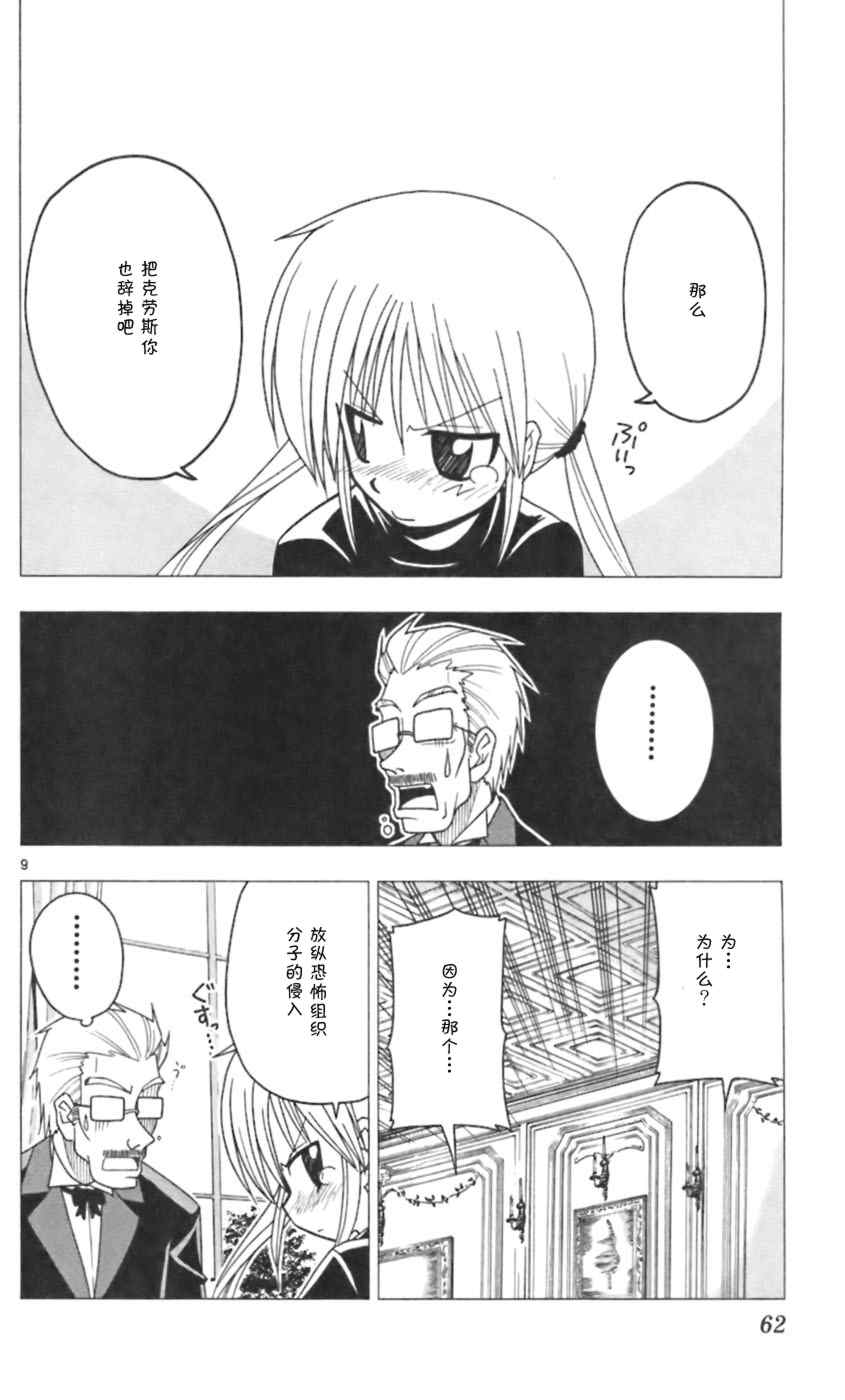 那
么
把克劳斯你
也辞掉吧
ぷいっ
………
9
为…
为什么？
因为…那个…
放纵恐怖组织
分子的侵入
ぐすっ…
………
62